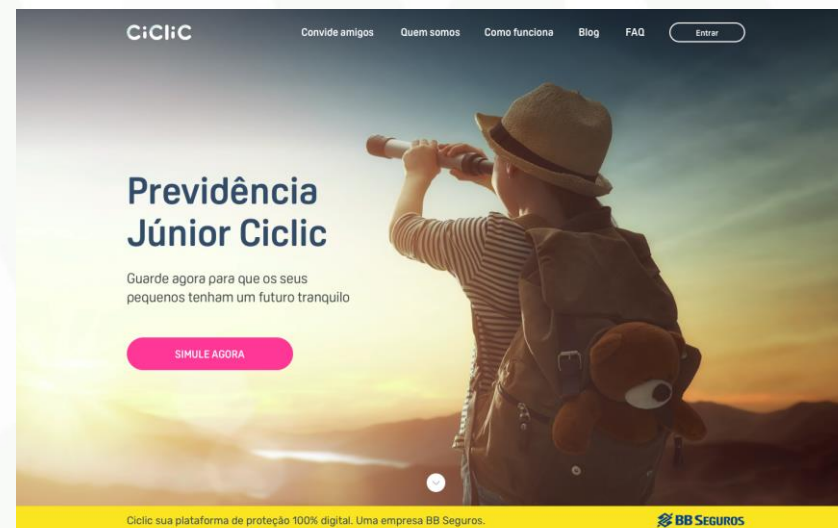 CiCliC
Convide amigos
Quem somos
Como funciona
Blog
FAQ
Entrar
Previdência
Júnior Ciclic
Guarde agora para que os seus
pequenos tenham um futuro tranquilo
SIMULE AGORA
Ciclic sua plataforma de proteção 100% digital. Uma empresa BB Seguros.
BB SEGUROS